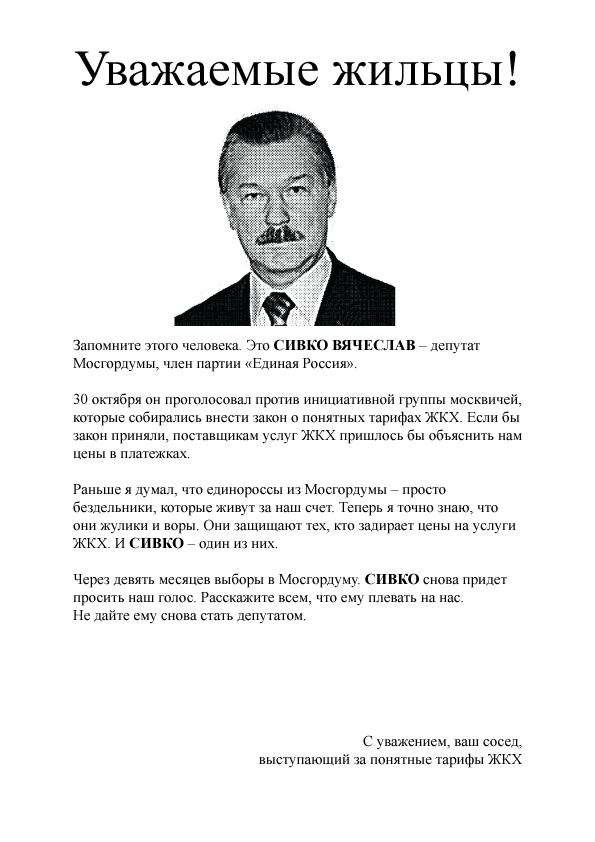 Уважаемые жильцы!
Запомните этого человека. Это СИВКО ВЯЧЕСЛАВ – депутат
Мосгордумы, член партии «Единая Россия».
30 октября он проголосовал против инициативной группы москвичей,
которые собирались внести закон о понятных тарифах ЖКХ. Если бы
закон приняли, поставщикам услуг ЖКХ пришлось бы объяснить нам
цены в платежках.
Раньше я думал, что единороссы из Мосгордумы – просто
бездельники, которые живут за наш счет. Теперь я точно знаю, что
они жулики и воры. Они защищают тех, кто задирает цены на услуги
ЖКХ. И СИВКО – один из них.
Через девять месяцев выборы в Мосгордуму. СИВКО снова придет
просить наш голос. Расскажите всем, что ему плевать на нас.
Не дайте ему снова стать депутатом.
С уважением, ваш сосед,
выступающий за понятные тарифы ЖКХ